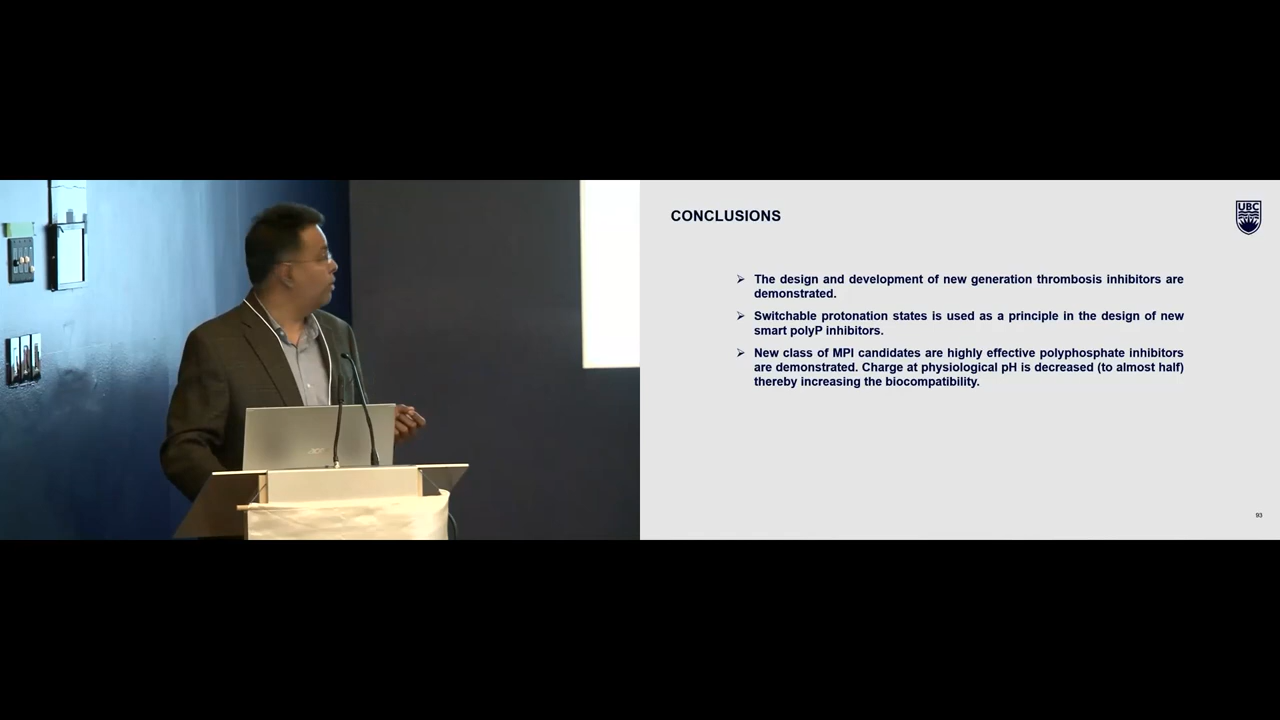 CONCLUSIONS
UBC
➢ The design and development of new generation thrombosis inhibitors are
demonstrated.
➢ Switchable protonation states is used as a principle in the design of new
smart polyP inhibitors.
➢ New class of MPI candidates are highly effective polyphosphate inhibitors
are demonstrated. Charge at physiological pH is decreased (to almost half)
thereby increasing the biocompatibility.
acer
93